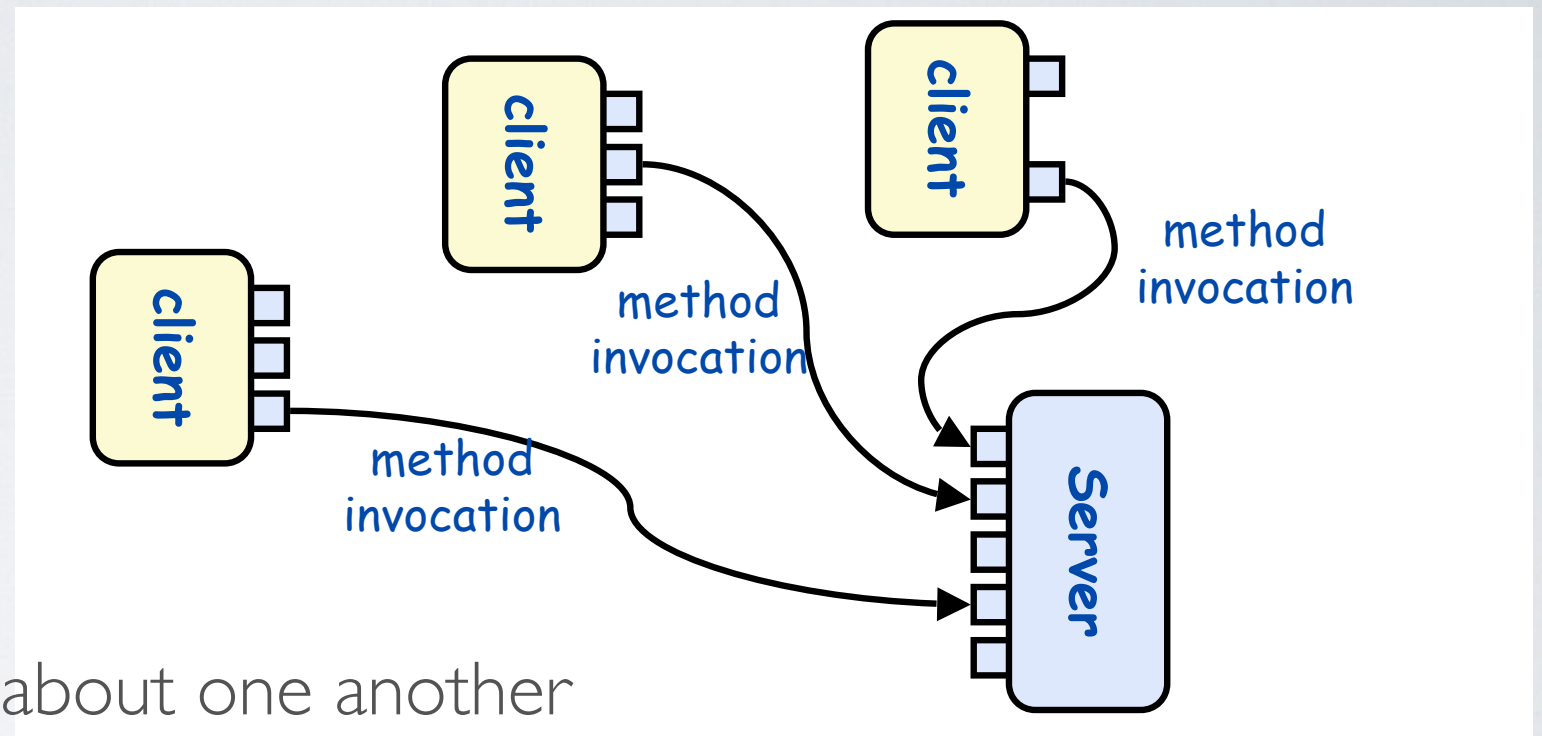 client
client
client
method
invocation
method
invocation
method
invocation
Server
about one another